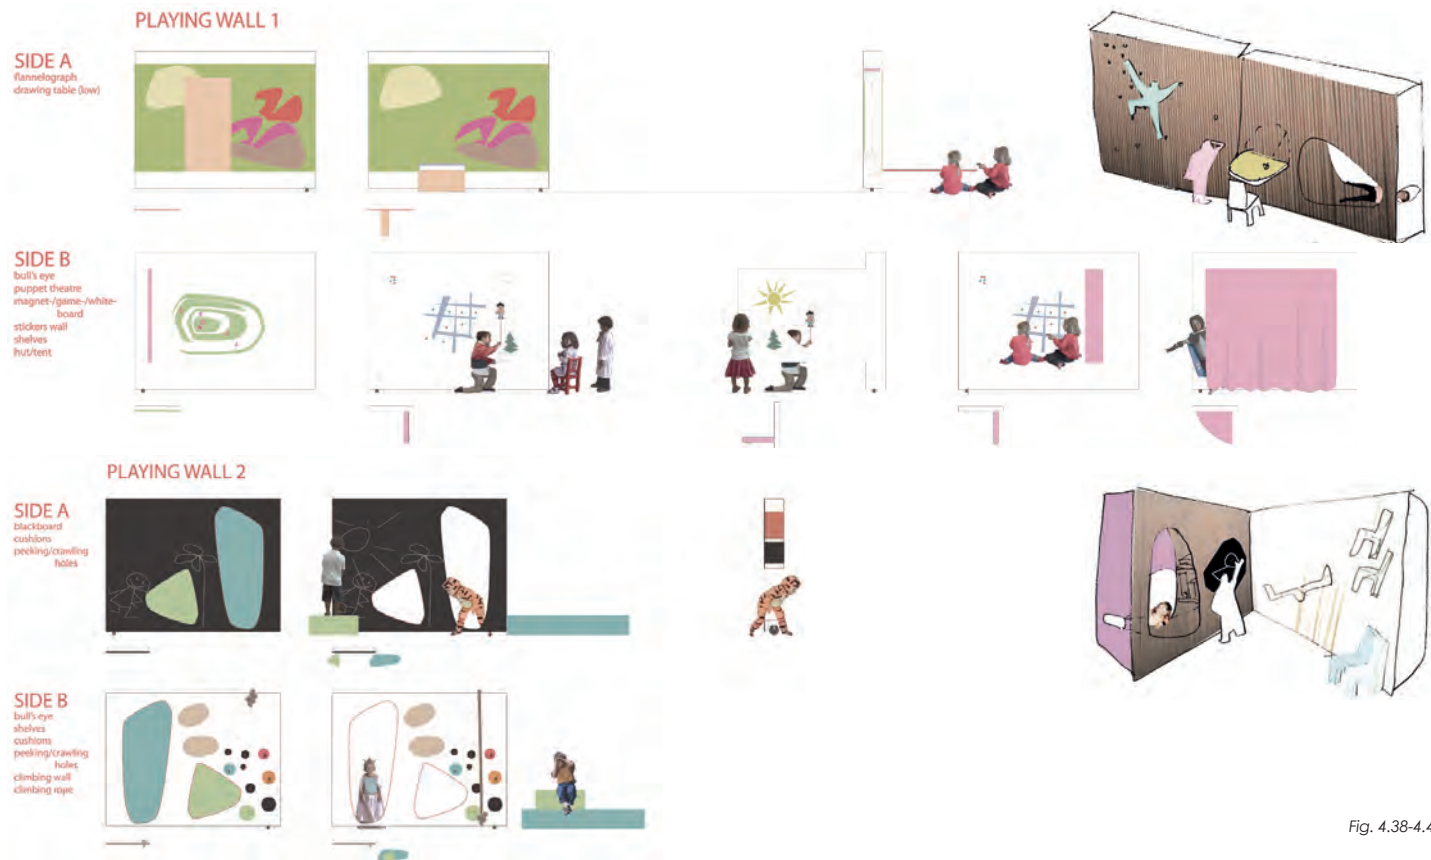 PLAYING WALL 1
SIDE A
flannelograph
drawing table (low)
SIDE B
bull's eye
puppet theatre
magnet-/game-/white-
board
stickers wall
shelves
hut/tent
PLAYING WALL 2
SIDE A
blackboard
cushions
peeking/crawling
holes
SIDE B
bull's eye
shelves
cushions
peeking/crawling
holes
climbing wall
climbing rope
Fig. 4.38-4.4